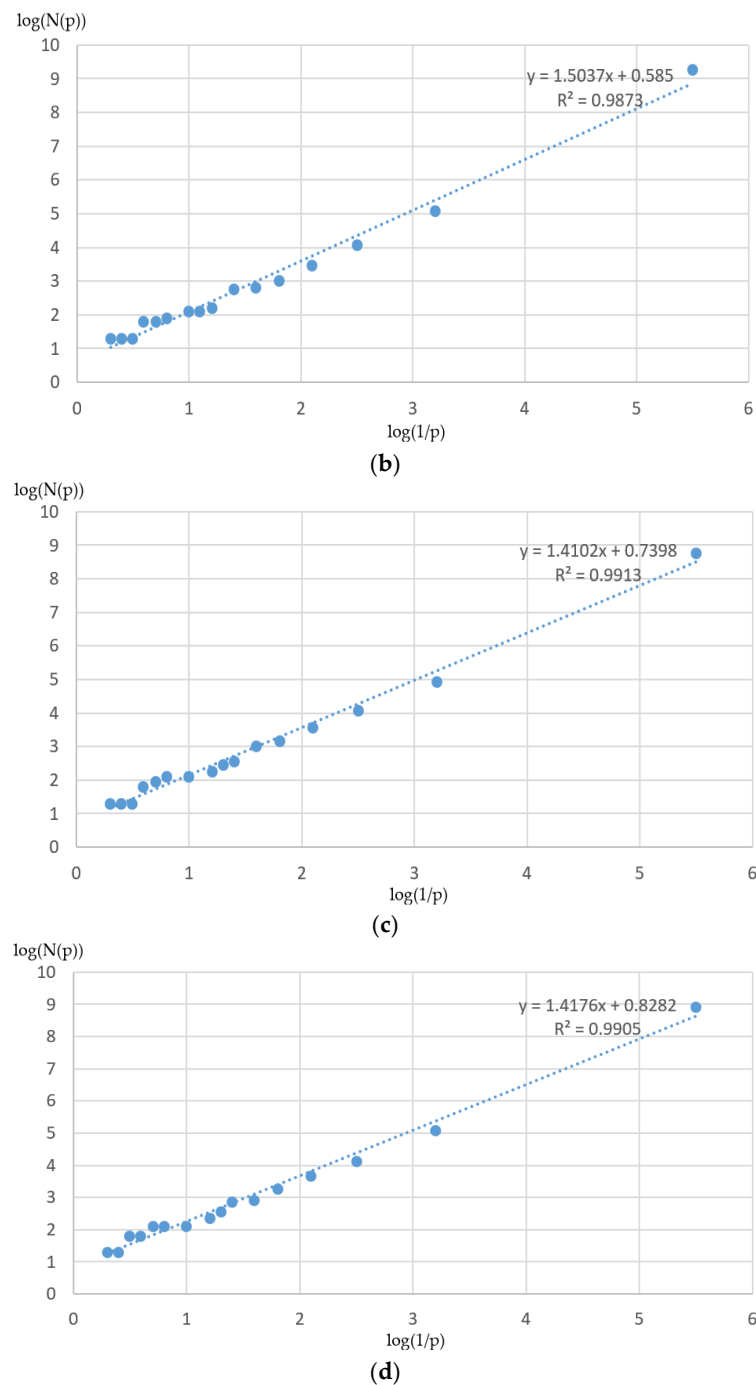 log(N(p))
10
9
8
7
6
5
4
3
2
1
0
y = 1.5037x + 0.585
R² = 0.9873
0 1 2 3 4 5 6
log(1/p)
(b)
log(N(p))
10
9
8
7
6
5
4
3
2
1
0
y = 1.4102x + 0.7398
R² = 0.9913
0 1 2 3 4 5 6
log(1/p)
(c)
log(N(p))
10
9
8
7
6
5
4
3
2
1
0
y = 1.4176x + 0.8282
R² = 0.9905
0 1 2 3 4 5 6
log(1/p)
(d)